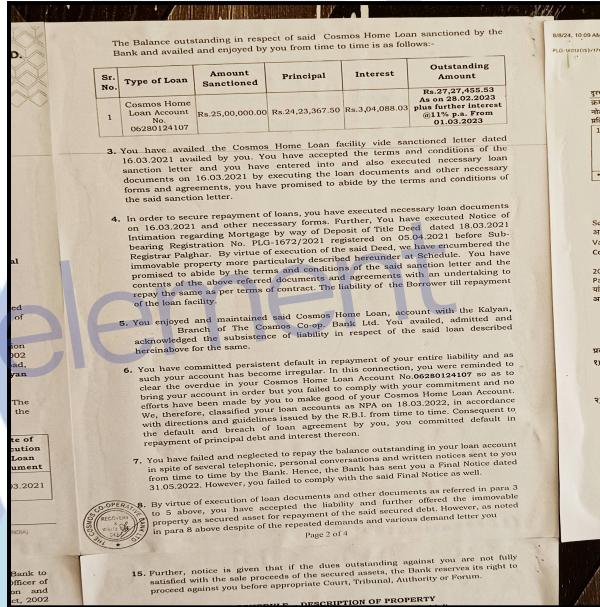 The Balance outstanding in respect of said Cosmos Home Loan sanctioned by the
Bank and availed and enjoyed by you from time to time is as follows:-
Sr. No. Type of Loan Amount Sanctioned Principal Interest Outstanding Amount
1 Cosmos Home Loan Account No. 06280124107 Rs.25,00,000.00 Rs.24,23,367.50 Rs.3,04,088.03 Rs.27,27,455.53 As on 28.02.2023 plus further interest @11% p.a. From 01.03.2023
3. You have availed the Cosmos Home Loan facility vide sanctioned letter dated
16.03.2021 availed by you. You have accepted the terms and conditions of the
sanction letter and you have entered into and also executed necessary loan
documents on 16.03.2021 by executing the loan documents and other necessary
forms and agreements, you have promised to abide by the terms and conditions of
the said sanction letter.
4. In order to secure repayment of loans, you have executed necessary loan documents
on 16.03.2021 and other necessary forms. Further, You have executed Notice of
Intimation regarding Mortgage by way of Deposit of Title Deed dated 18.03.2021
bearing Registration No. PLG-1672/2021 registered on 05.04.2021 before Sub-
Registrar Palghar. By virtue of execution of the said Deed, we have encumbered the
immovable property more particularly described hereunder at Schedule. You have
promised to abide by the terms and conditions of the said sanction letter and the
contents of the above referred documents and agreements with an undertaking to
repay the same as per terms of contract. The liability of the Borrower till repayment
of the loan facility.
5. You enjoyed and maintained said Cosmos Home Loan, account with the Kalyan,
Branch of The Cosmos Co-op. Bank Ltd. You availed, admitted and
acknowledged the subsistence of liability in respect of the said loan described
hereinabove for the same.
6. You have committed persistent default in repayment of your entire liability and as
such your account has become irregular. In this connection, you were reminded to
clear the overdue in your Cosmos Home Loan Account No.06280124107 so as to
bring your account in order but you failed to comply with your commitment and no
efforts have been made by you to make good of your Cosmos Home Loan Account.
We, therefore, classified your loan accounts as NPA on 18.03.2022, in accordance
with directions and guidelines issued by the R.B.I. from time to time. Consequent to
the default and breach of loan agreement by you, you committed default in
repayment of principal debt and interest thereon.
7. You have failed and neglected to repay the balance outstanding in your loan account
in spite of several telephonic, personal conversations and written notices sent to you
from time to time by the Bank. Hence, the Bank has sent you a Final Notice dated
31.05.2022. However, you failed to comply with the said Final Notice as well.
8. By virtue of execution of loan documents and other documents as referred in para 3
to 5 above, you have accepted the liability and further offered the immovable
property as secured asset for repayment of the said secured debt. However, as noted
in para 8 above despite of the repeated demands and various demand letter you
Page 2 of 4
15. Further, notice is given that if the dues outstanding against you are not fully
satisfied with the sale proceeds of the secured assets, the Bank reserves its right to
proceed against you before appropriate Court, Tribunal, Authority or Forum.
DESCRIPTION OF PROPERTY
THE COSMOS CO-OPERATIVE BANK LTD
element
8/8/24, 10:09 AM
The
the
te of
cution
Loan
ument
03.2021
Bank to
Officer of
on and
ct, 2002